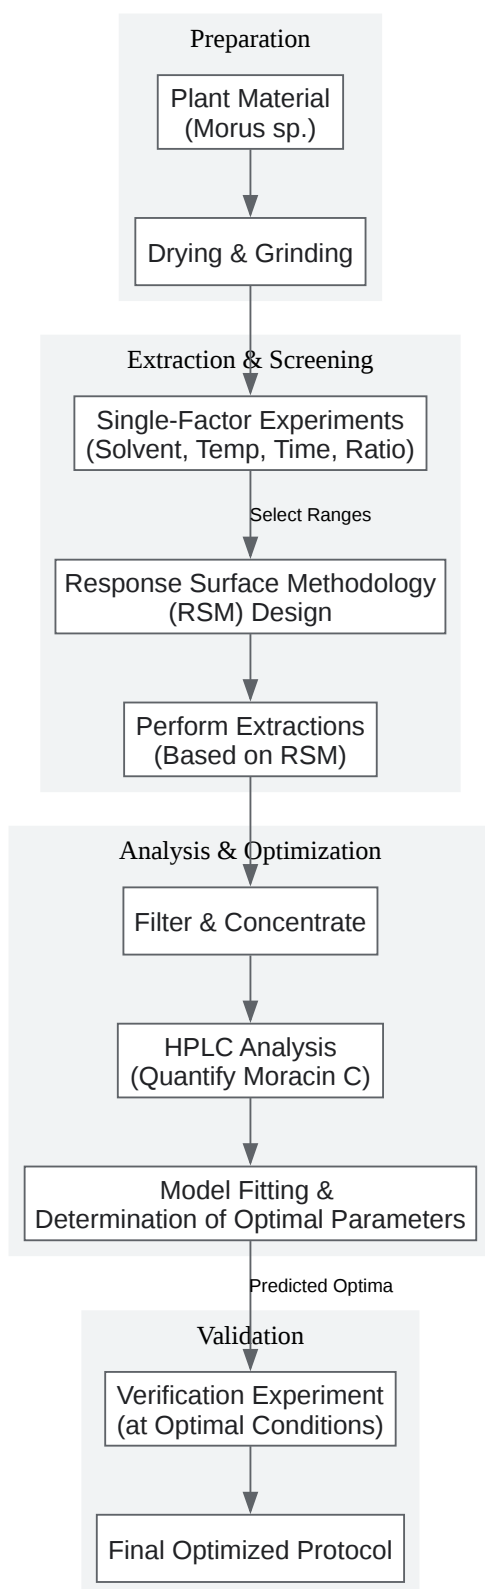 Preparation
Plant Material
(Morus sp.)
Drying & Grinding
Extraction & Screening
Single-Factor Experiments
(Solvent, Temp, Time, Ratio)
Select Ranges
Response Surface Methodology
(RSM) Design
Perform Extractions
(Based on RSM)
Analysis & Optimization
Filter & Concentrate
HPLC Analysis
(Quantify Moracin C)
Model Fitting &
Determination of Optimal Parameters
Predicted Optima
Validation
Verification Experiment
(at Optimal Conditions)
Final Optimized Protocol